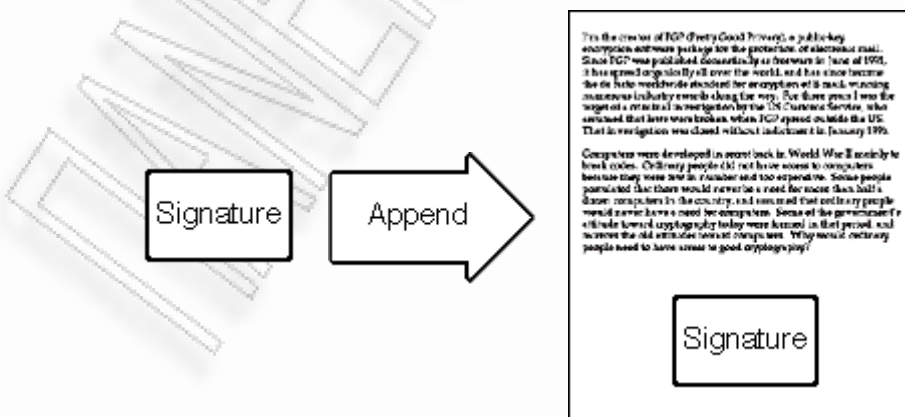 I'm the creator of PGP (Pretty Good Privacy), a public-key
encryption software package for the protection of electronic mail.
Since PGP was published domestically as freeware in June of 1991,
it has spread organically all over the world, and has since become
the de facto worldwide standard for encryption of E-mail, winning
numerous industry awards along the way. For three years I was the
target of a criminal investigation by the US Customs Service, who
assumed that laws were broken when PGP spread outside the US.
That investigation was closed without indictment in January 1996.
Computers were developed in secret back in World War II mainly to
break codes. Ordinary people did not have access to computers,
because they were few in number and too expensive. Some people
postulated that there would never be a need for more than half a
dozen computers in the country, and assumed that ordinary people
would never have a need for computers. Some of the government's
attitude toward cryptography today were formed in that period, and
mirrors the old attitudes toward computers. Why would ordinary
people need to have access to good cryptography?
Signature
Append
Signature